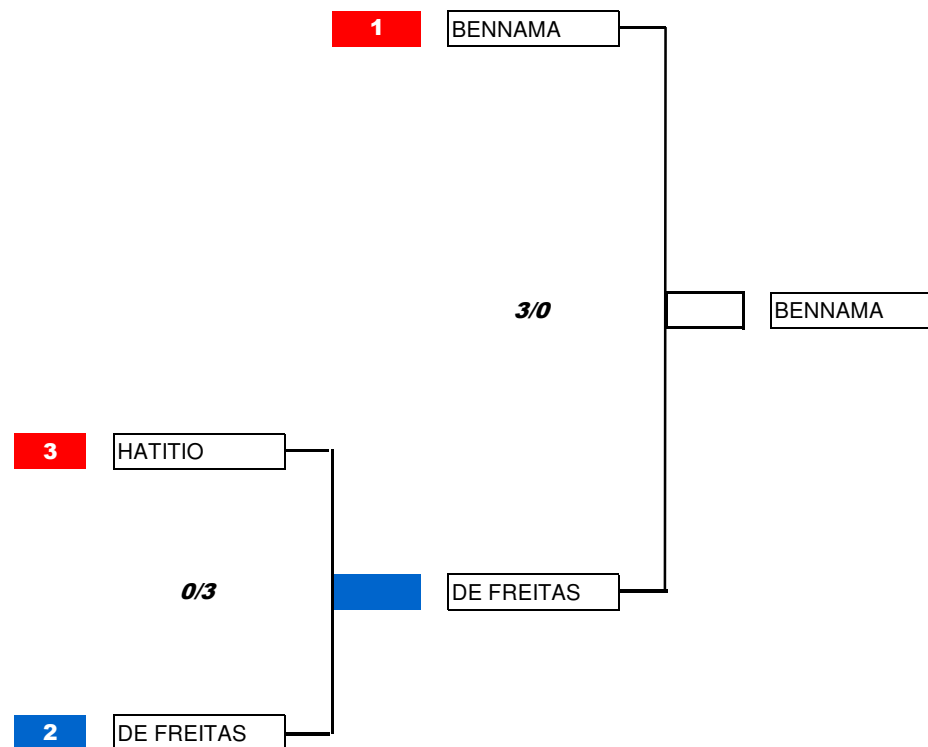 1 BENNAMA
3/0
BENNAMA
3 HATITIO
0/3
DE FREITAS
2 DE FREITAS